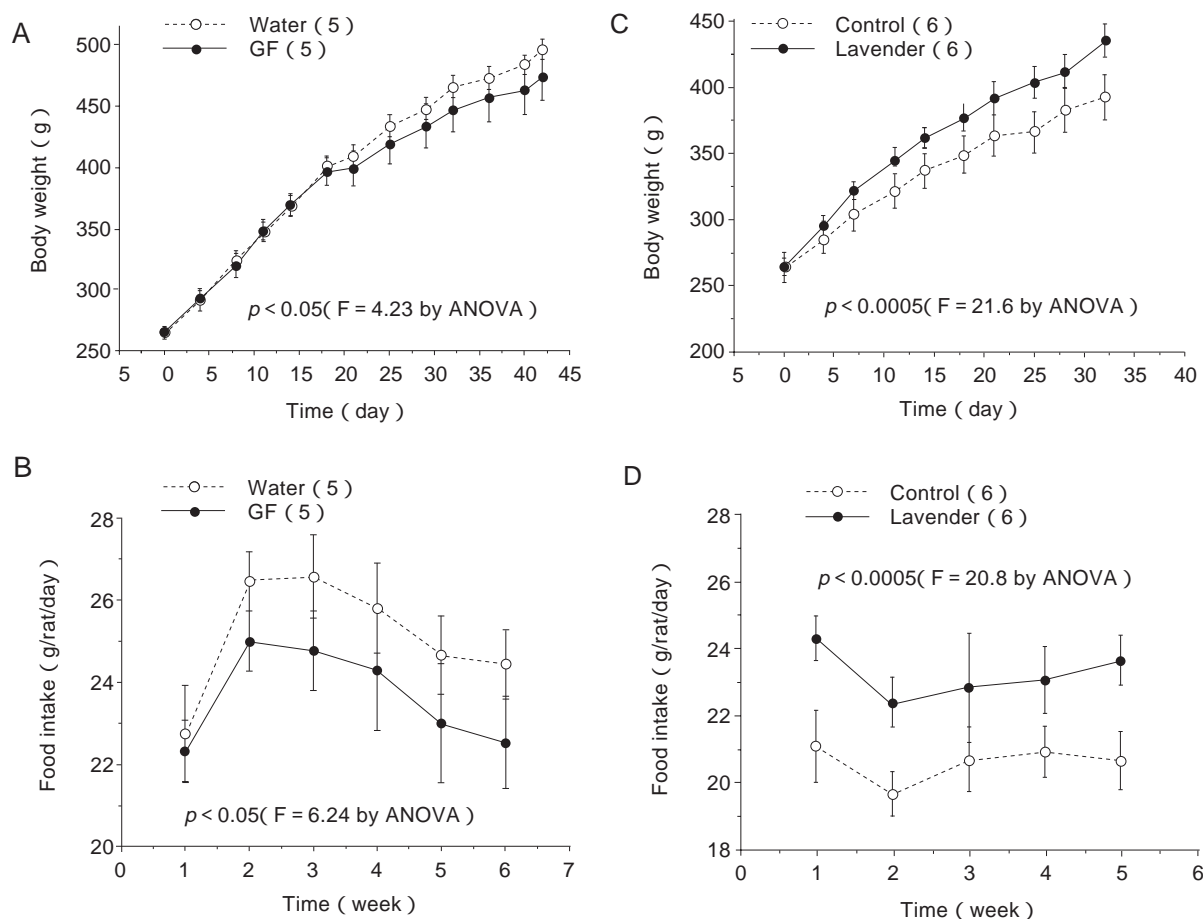 A
Water ( 5 )
GF ( 5 )
500
450
400
350
300
250
Body weight ( g )
p < 0.05( F = 4.23 by ANOVA )
5 0 5 10 15 20 25 30 35 40 45
Time ( day )
C
Control ( 6 )
Lavender ( 6 )
450
400
350
300
250
200
Body weight ( g )
p < 0.0005( F = 21.6 by ANOVA )
5 0 5 10 15 20 25 30 35 40
Time ( day )
B
Water ( 5 )
GF ( 5 )
28
26
24
22
20
Food intake ( g/rat/day )
p < 0.05( F = 6.24 by ANOVA )
0 1 2 3 4 5 6 7
Time ( week )
D
Control ( 6 )
Lavender ( 6 )
28
26
24
22
20
18
Food intake ( g/rat/day )
p < 0.0005( F = 20.8 by ANOVA )
0 1 2 3 4 5 6
Time ( week )